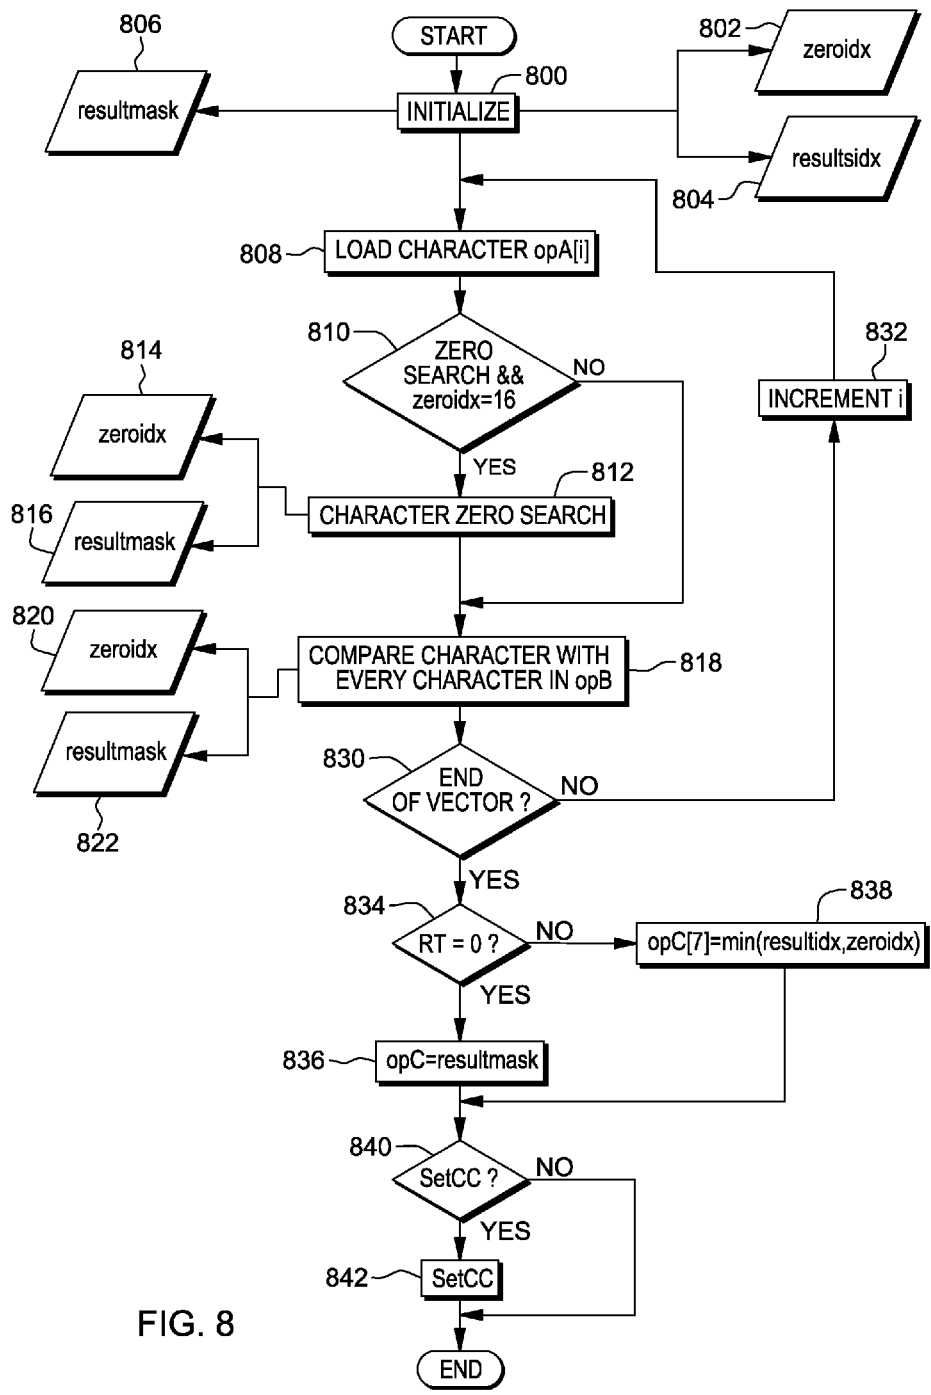 806
START
802
zeroidx
800
resultmask
INITIALIZE
resultsidx
804
808
LOAD CHARACTER opA[i]
810
ZERO
SEARCH &&
zeroidx=16
NO
YES
832
INCREMENT i
814
zeroidx
812
CHARACTER ZERO SEARCH
816
resultmask
820
zeroidx
COMPARE CHARACTER WITH
EVERY CHARACTER IN opB
818
resultmask
822
830
END
OF VECTOR ?
NO
YES
834
RT = 0 ?
NO
YES
838
opC[7]=min(resultidx,zeroidx)
836
opC=resultmask
840
SetCC ?
NO
YES
842
SetCC
FIG. 8
END